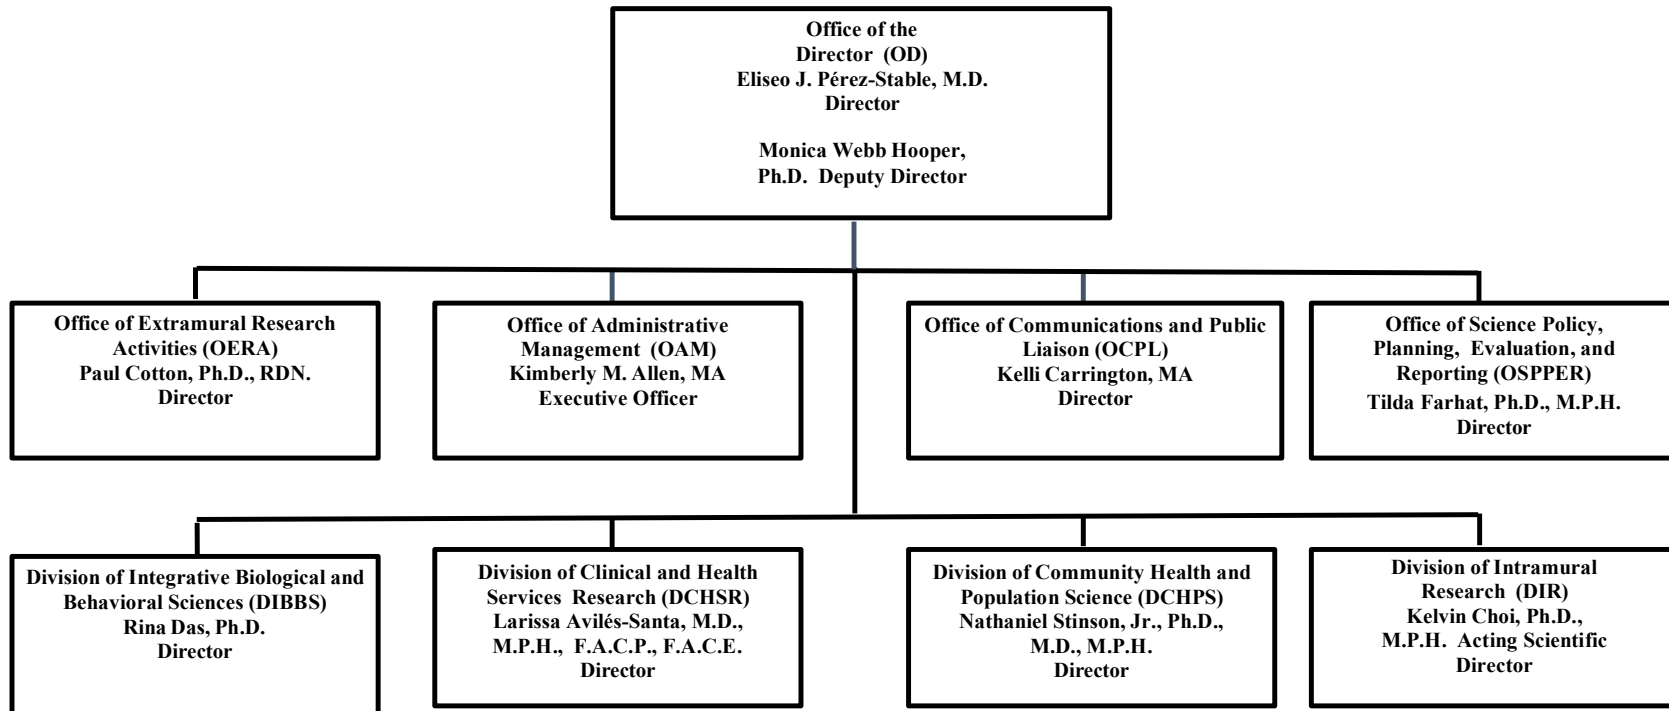 Office of the
Director (OD)
Eliseo J. Pérez-Stable, M.D.
Director
Monica Webb Hooper,
Ph.D. Deputy Director
Office of Extramural Research
Activities (OERA)
Paul Cotton, Ph.D., RDN.
Director
Office of Administrative
Management (OAM)
Kimberly M. Allen, MA
Executive Officer
Office of Communications and Public
Liaison (OCPL)
Kelli Carrington, MA
Director
Office of Science Policy,
Planning, Evaluation, and
Reporting (OSPPER)
Tilda Farhat, Ph.D., M.P.H.
Director
Division of Integrative Biological and
Behavioral Sciences (DIBBS)
Rina Das, Ph.D.
Director
Division of Clinical and Health
Services Research (DCHSR)
Larissa Avilés-Santa, M.D.,
M.P.H., F.A.C.P., F.A.C.E.
Director
Division of Community Health and
Population Science (DCHPS)
Nathaniel Stinson, Jr., Ph.D.,
M.D., M.P.H.
Director
Division of Intramural
Research (DIR)
Kelvin Choi, Ph.D.,
M.P.H. Acting Scientific
Director